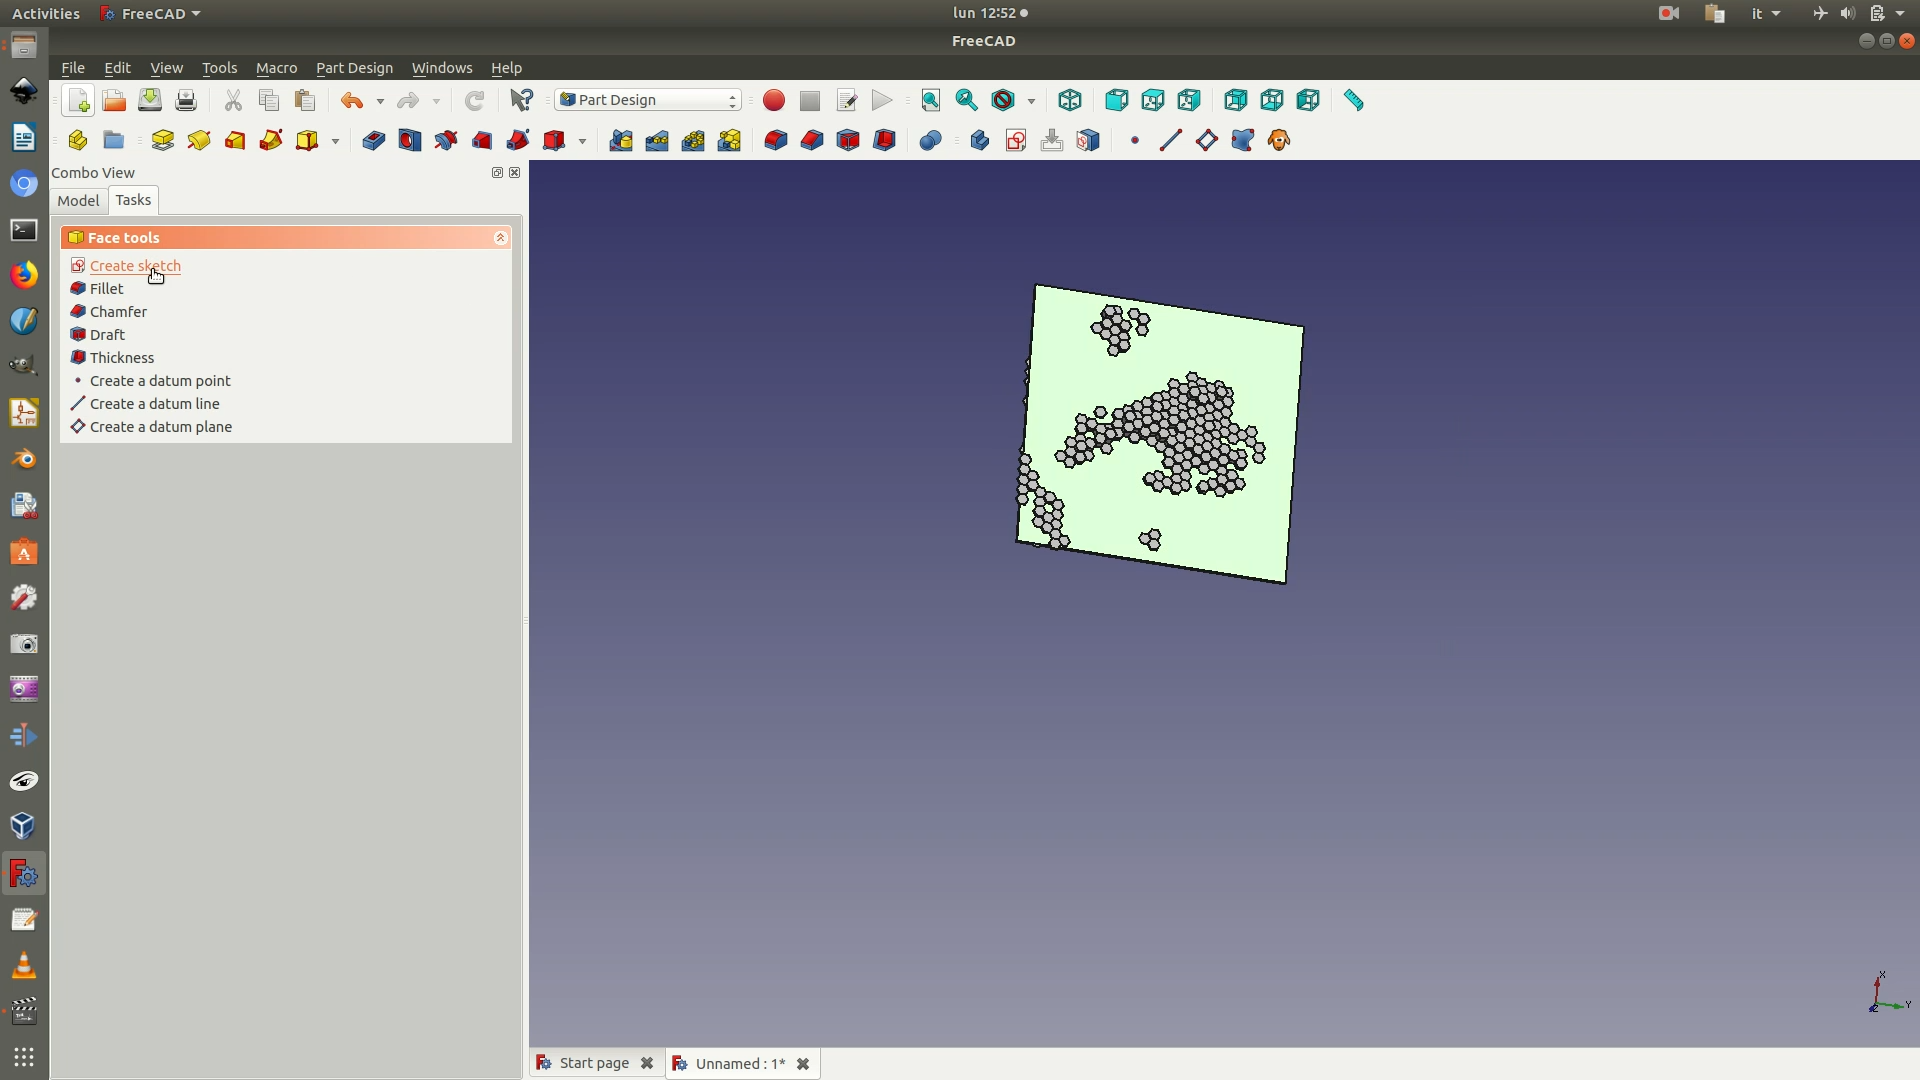 Activities FreeCAD lun 12:52 it
FreeCAD
File Edit View Tools Macro Part Design Windows Help
Part Design
Combo View
Model Tasks
Face tools
Create sketch
Fillet
Chamfer
Draft
Thickness
Create a datum point
Create a datum line
Create a datum plane
X
Y
Z
Start page Unnamed : 1*